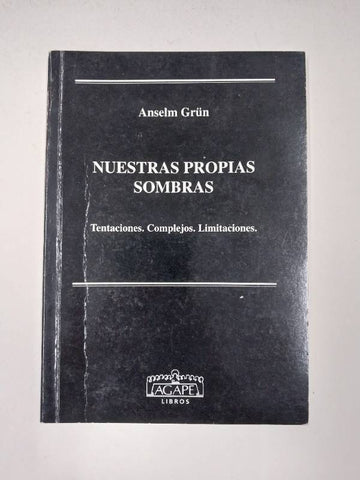 Anselm Grün
NUESTRAS PROPIAS
SOMBRAS
Tentaciones. Complejos. Limitaciones.
AGAPE
LIBROS